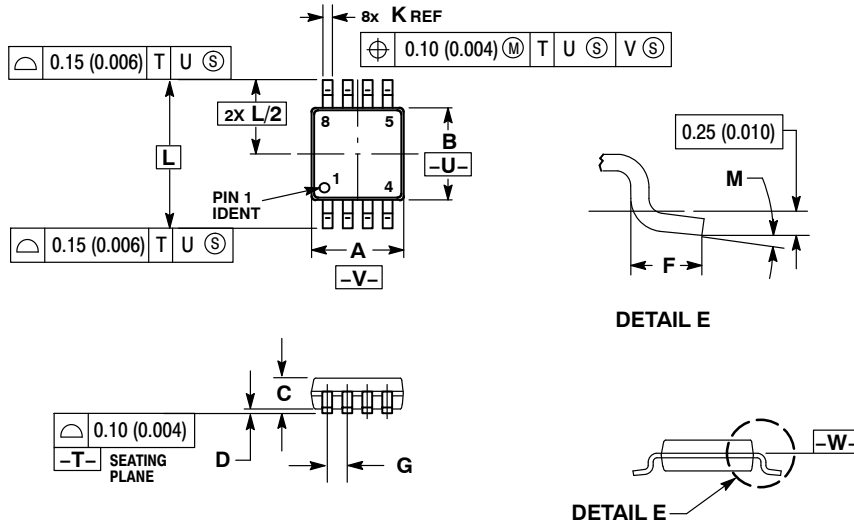 8x K REF
⌖ 0.10 (0.004) Ⓜ T U Ⓢ V Ⓢ
⌓ 0.15 (0.006) T U Ⓢ
2X L/2
8 5
B
–U–
L
PIN 1
IDENT
1 4
⌓ 0.15 (0.006) T U Ⓢ
A
–V–
0.25 (0.010)
M
F
DETAIL E
C
⌓ 0.10 (0.004)
–T– SEATING
PLANE
D
G
–W–
DETAIL E